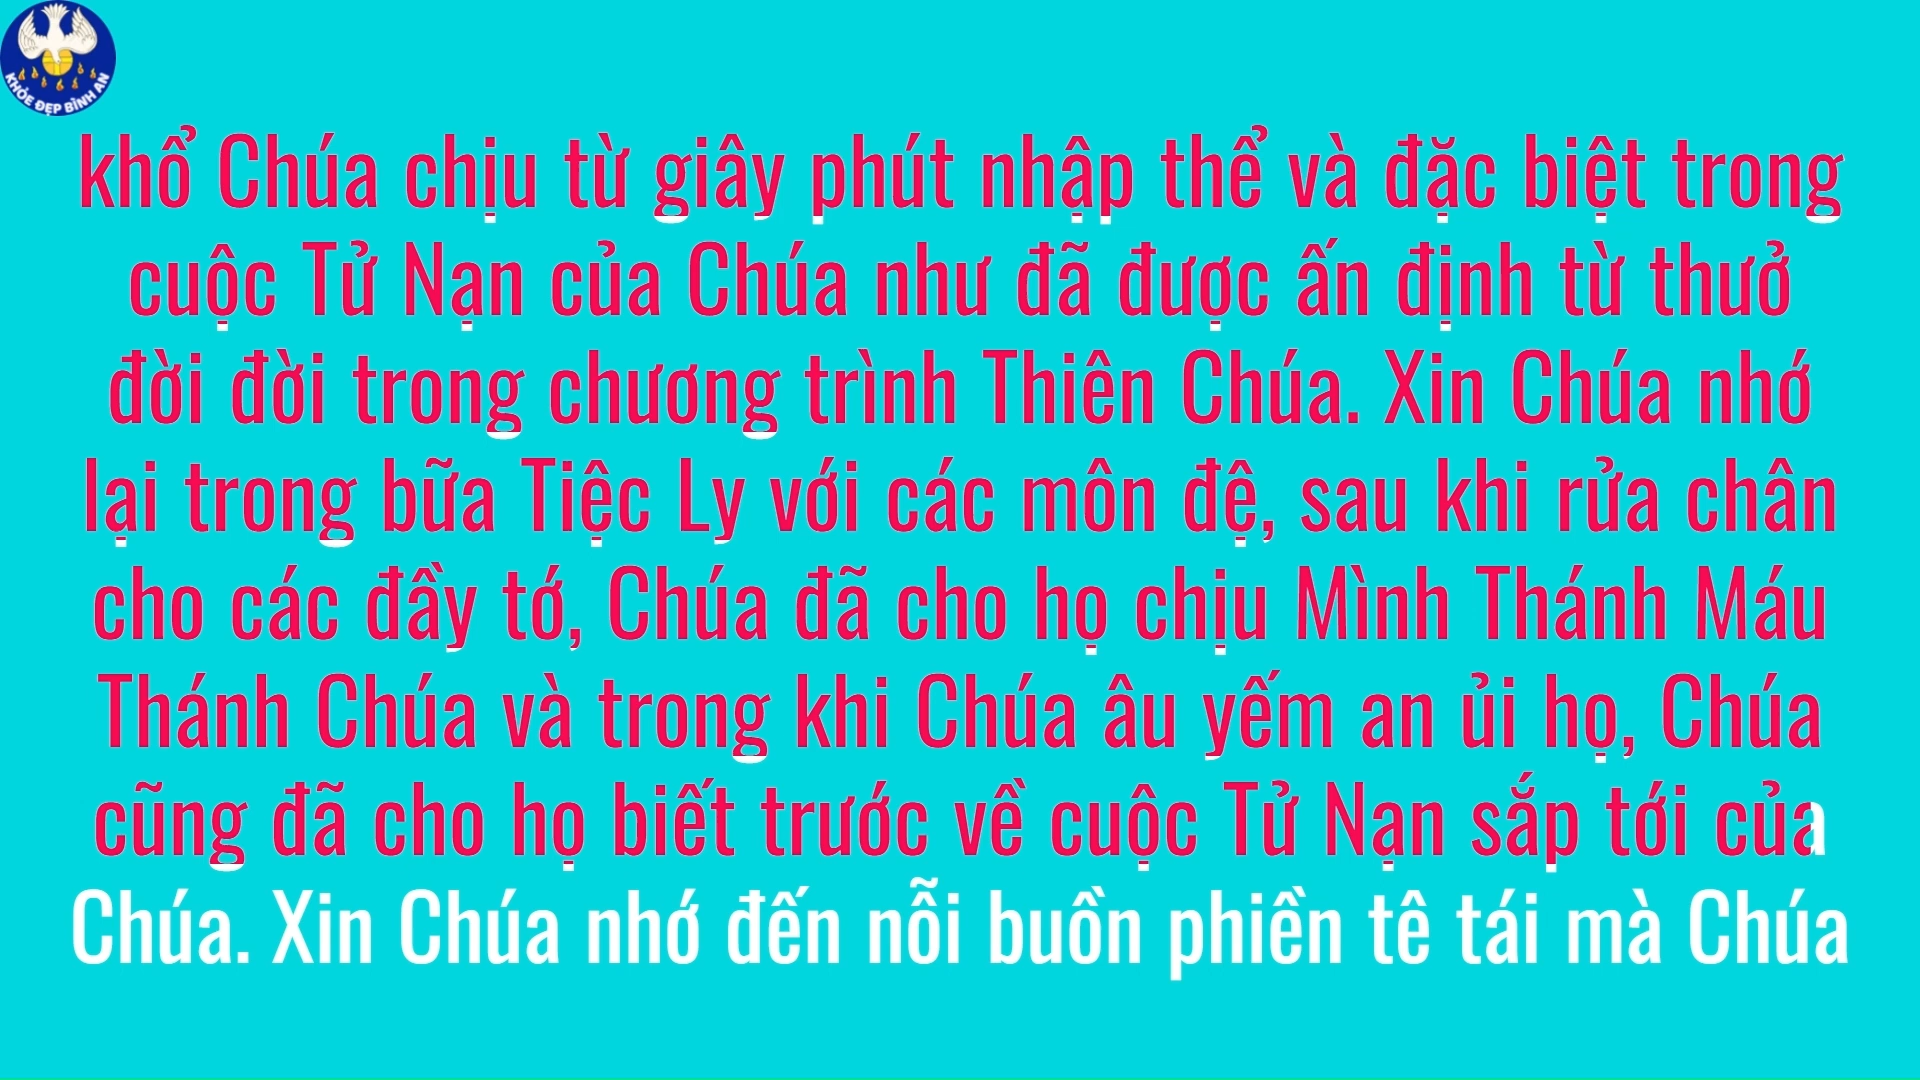 KHỎE ĐẸP BÌNH AN
khổ Chúa chịu từ giây phút nhập thể và đặc biệt trong
cuộc Tử Nạn của Chúa như đã được ấn định từ thưở
đời đời trong chương trình Thiên Chúa. Xin Chúa nhớ
lại trong bữa Tiệc Ly với các môn đệ, sau khi rửa chân
cho các đầy tớ, Chúa đã cho họ chịu Mình Thánh Máu
Thánh Chúa và trong khi Chúa âu yếm an ủi họ, Chúa
cũng đã cho họ biết trước về cuộc Tử Nạn sắp tới của
Chúa. Xin Chúa nhớ đến nỗi buồn phiền tê tái mà Chúa